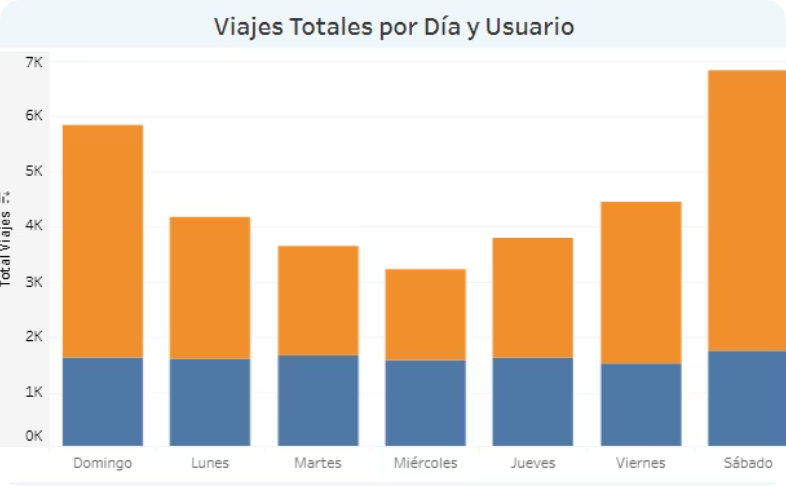 Viajes Totales por Día y Usuario
7K
6K
5K
4K
3K
2K
1K
0K
Total Viajes
Domingo Lunes Martes Miércoles Jueves Viernes Sábado